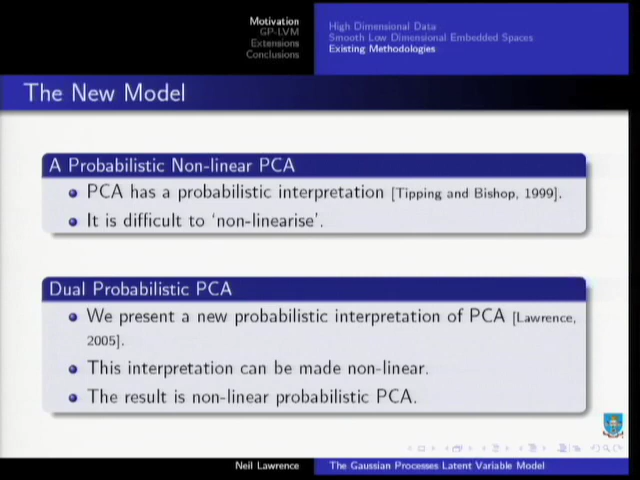 Motivation
GP-LVM
Extensions
Conclusions
High Dimensional Data
Smooth Low Dimensional Embedded Spaces
Existing Methodologies
The New Model
A Probabilistic Non-linear PCA
PCA has a probabilistic interpretation [Tipping and Bishop, 1999].
It is difficult to ‘non-linearise’.
Dual Probabilistic PCA
We present a new probabilistic interpretation of PCA [Lawrence,
2005].
This interpretation can be made non-linear.
The result is non-linear probabilistic PCA.
Neil Lawrence
The Gaussian Processes Latent Variable Model